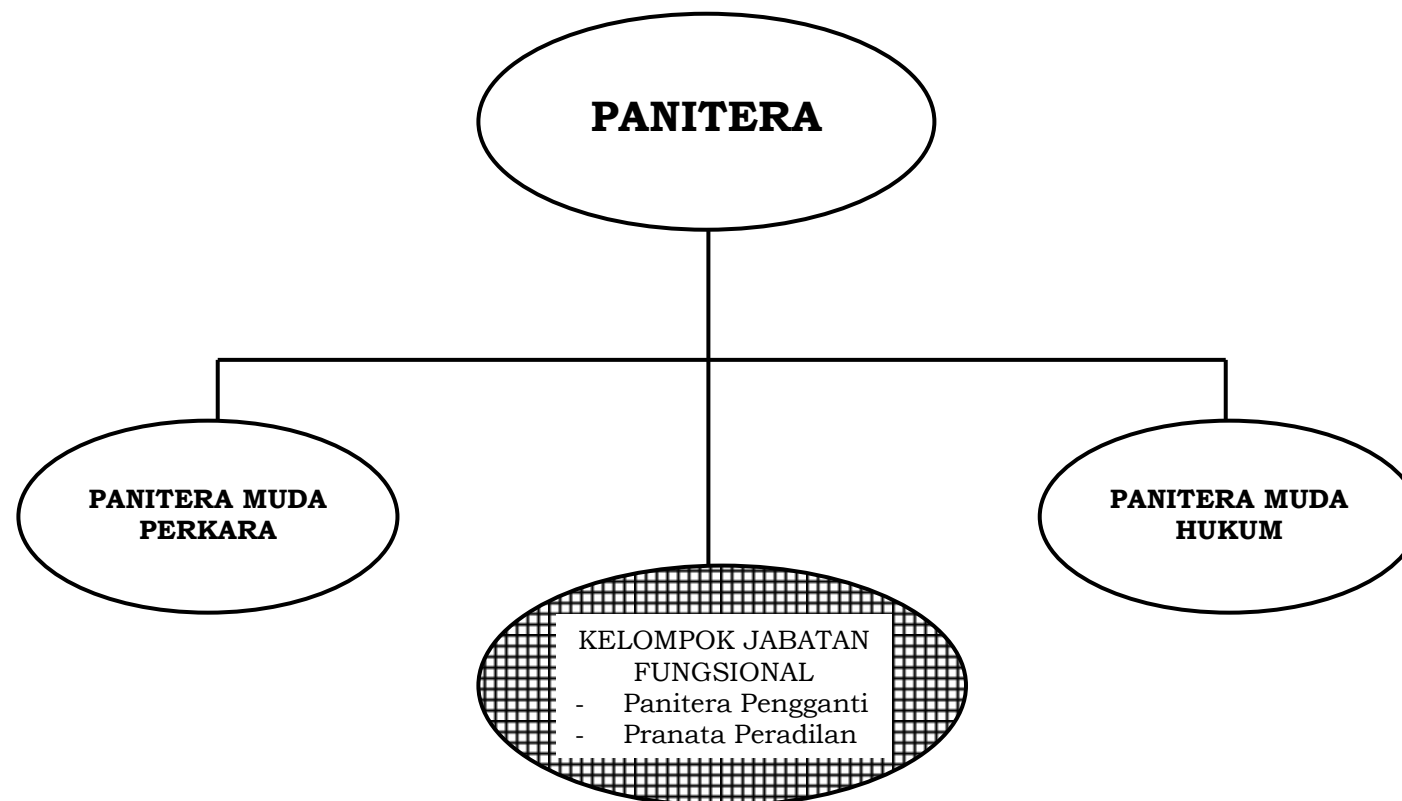 PANITERA
PANITERA MUDA
PERKARA
PANITERA MUDA
HUKUM
KELOMPOK JABATAN
FUNGSIONAL
- Panitera Pengganti
- Pranata Peradilan